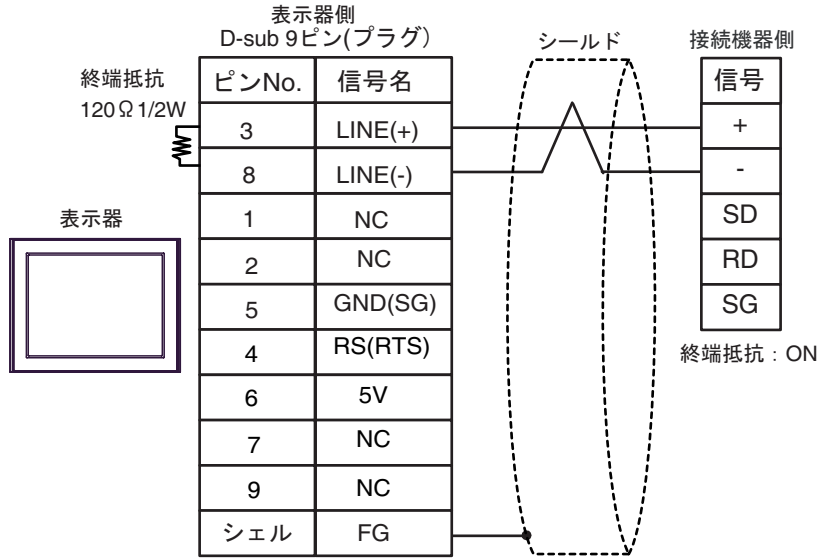 表示器側
D-sub 9ピン(プラグ)
シールド
接続機器側
終端抵抗
120Ω1/2W
ピンNo. 信号名
信号
3 LINE(+)
+
8 LINE(-)
-
表示器
1 NC
SD
2 NC
RD
5 GND(SG)
SG
4 RS(RTS)
終端抵抗：ON
6 5V
7 NC
9 NC
シェル FG